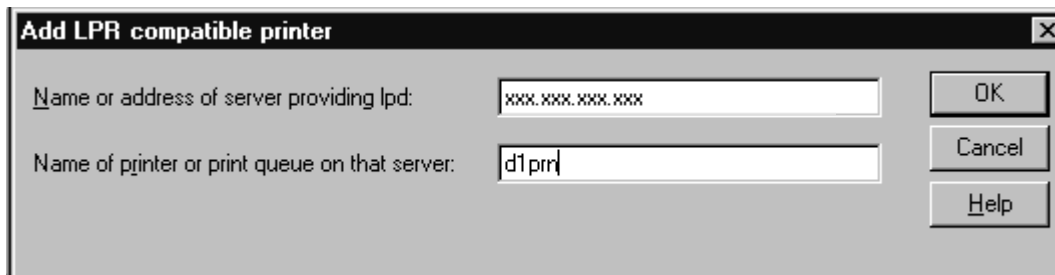 Add LPR compatible printer
Name or address of server providing lpd: xxx.xxx.xxx.xxx OK
Name of printer or print queue on that server: d1prn Cancel
Help